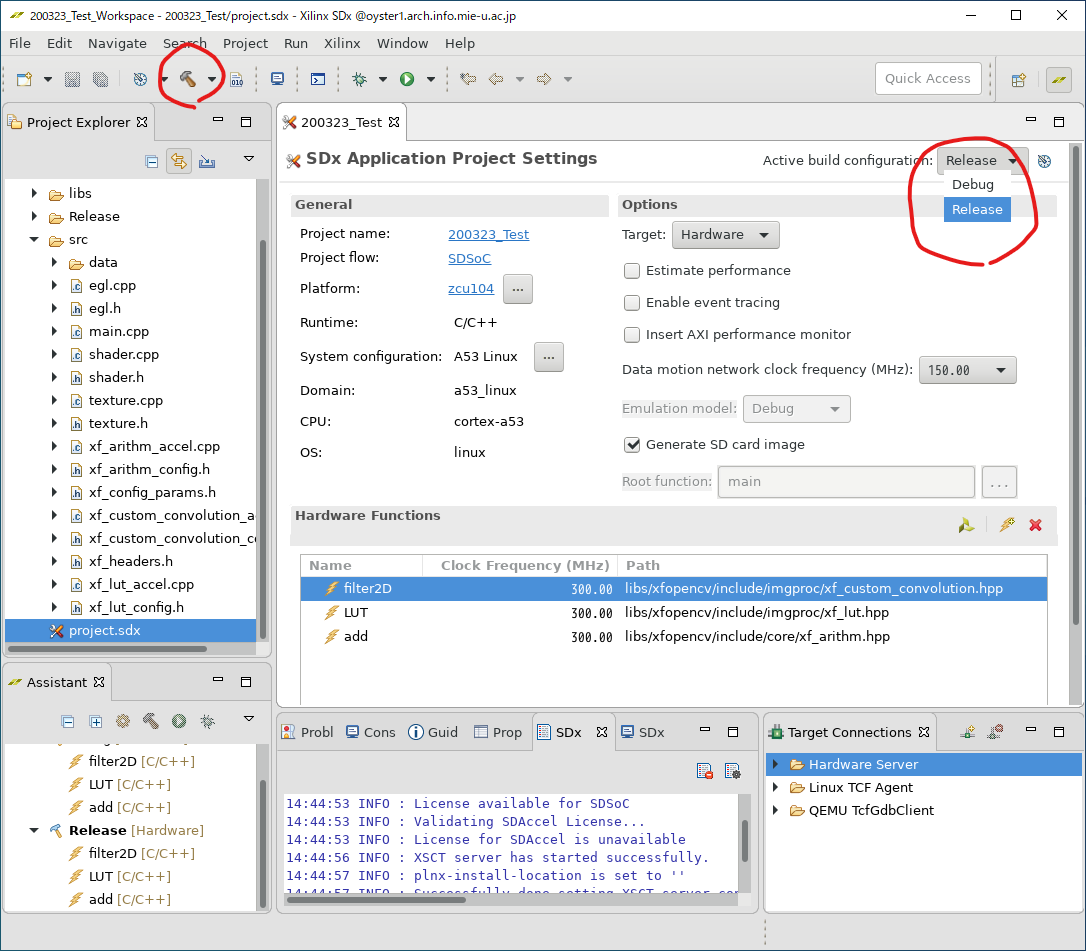 200323_Test_Workspace - 200323_Test/project.sdx - Xilinx SDx @oyster1.arch.info.mie-u.ac.jp
File Edit Navigate Search Project Run Xilinx Window Help
010
Quick Access
Project Explorer
libs
Release
src
data
egl.cpp
egl.h
main.cpp
shader.cpp
shader.h
texture.cpp
texture.h
xf_arithm_accel.cpp
xf_arithm_config.h
xf_config_params.h
xf_custom_convolution_a
xf_custom_convolution_c
xf_headers.h
xf_lut_accel.cpp
xf_lut_config.h
project.sdx
200323_Test
SDx Application Project Settings
Active build configuration: Release
Debug
Release
General
Project name: 200323_Test
Project flow: SDSoC
Platform: zcu104 ...
Runtime: C/C++
System configuration: A53 Linux ...
Domain: a53_linux
CPU: cortex-a53
OS: linux
Options
Target: Hardware
Estimate performance
Enable event tracing
Insert AXI performance monitor
Data motion network clock frequency (MHz): 150.00
Emulation model: Debug
Generate SD card image
Root function: main ...
Hardware Functions
Name Clock Frequency (MHz) Path
filter2D 300.00 libs/xfopencv/include/imgproc/xf_custom_convolution.hpp
LUT 300.00 libs/xfopencv/include/imgproc/xf_lut.hpp
add 300.00 libs/xfopencv/include/core/xf_arithm.hpp
Assistant
filter2D [C/C++]
LUT [C/C++]
add [C/C++]
Release [Hardware]
filter2D [C/C++]
LUT [C/C++]
add [C/C++]
Probl Cons Guid Prop SDx SDx
14:44:53 INFO : License available for SDSoC
14:44:53 INFO : Validating SDAccel License...
14:44:53 INFO : License for SDAccel is unavailable
14:44:56 INFO : XSCT server has started successfully.
14:44:57 INFO : plnx-install-location is set to ''
14:44:57 INFO : Successfully done setting XSCT server
Target Connections
Hardware Server
Linux TCF Agent
QEMU TcfGdbClient